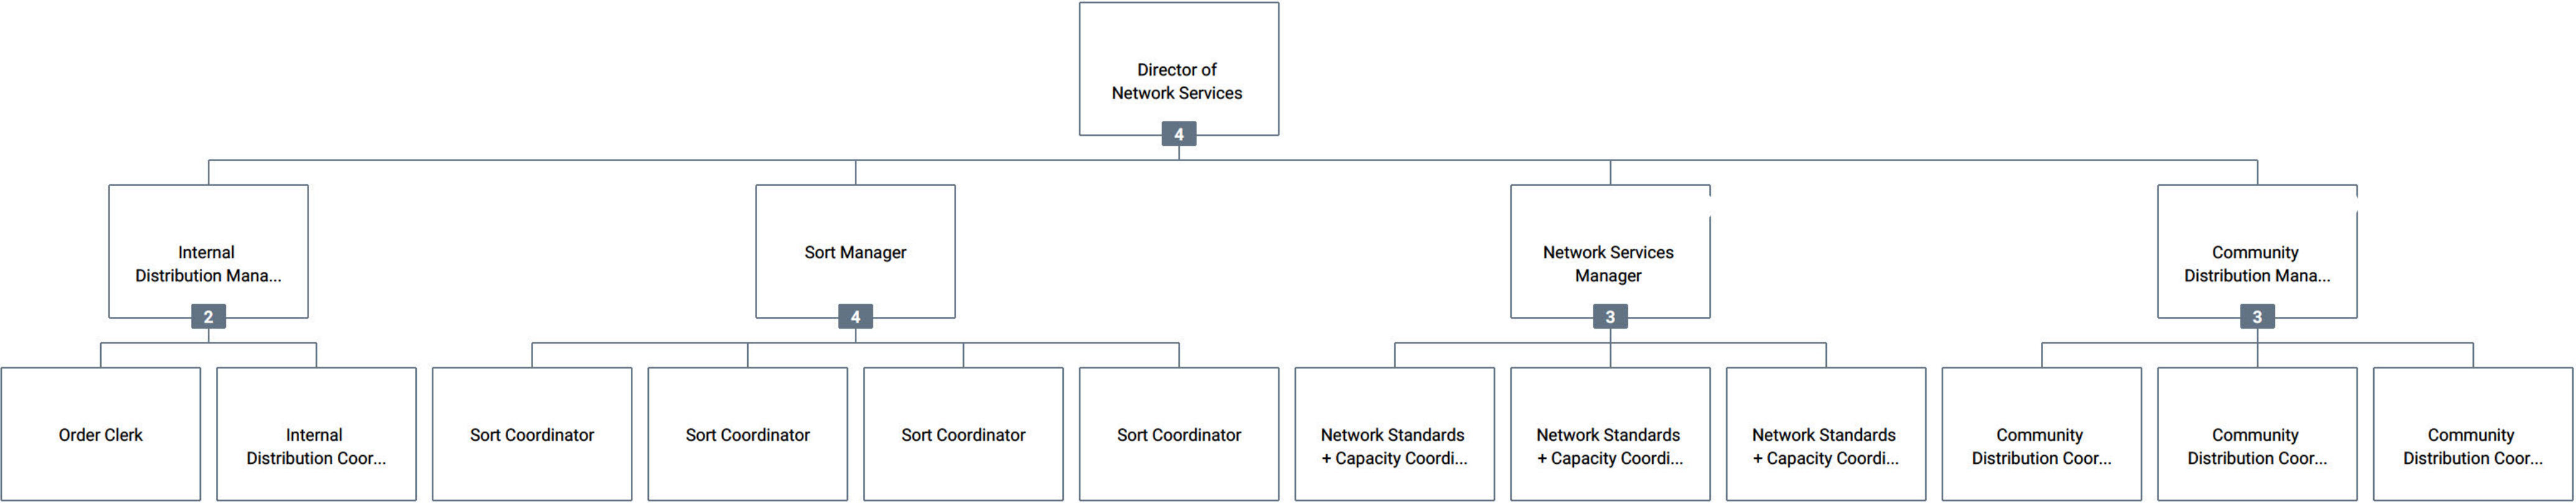 Director of
Network Services
4
Internal
Distribution Mana...
2
Sort Manager
4
Network Services
Manager
3
Community
Distribution Mana...
3
Order Clerk
Internal
Distribution Coor...
Sort Coordinator
Sort Coordinator
Sort Coordinator
Sort Coordinator
Network Standards
+ Capacity Coordi...
Network Standards
+ Capacity Coordi...
Network Standards
+ Capacity Coordi...
Community
Distribution Coor...
Community
Distribution Coor...
Community
Distribution Coor...